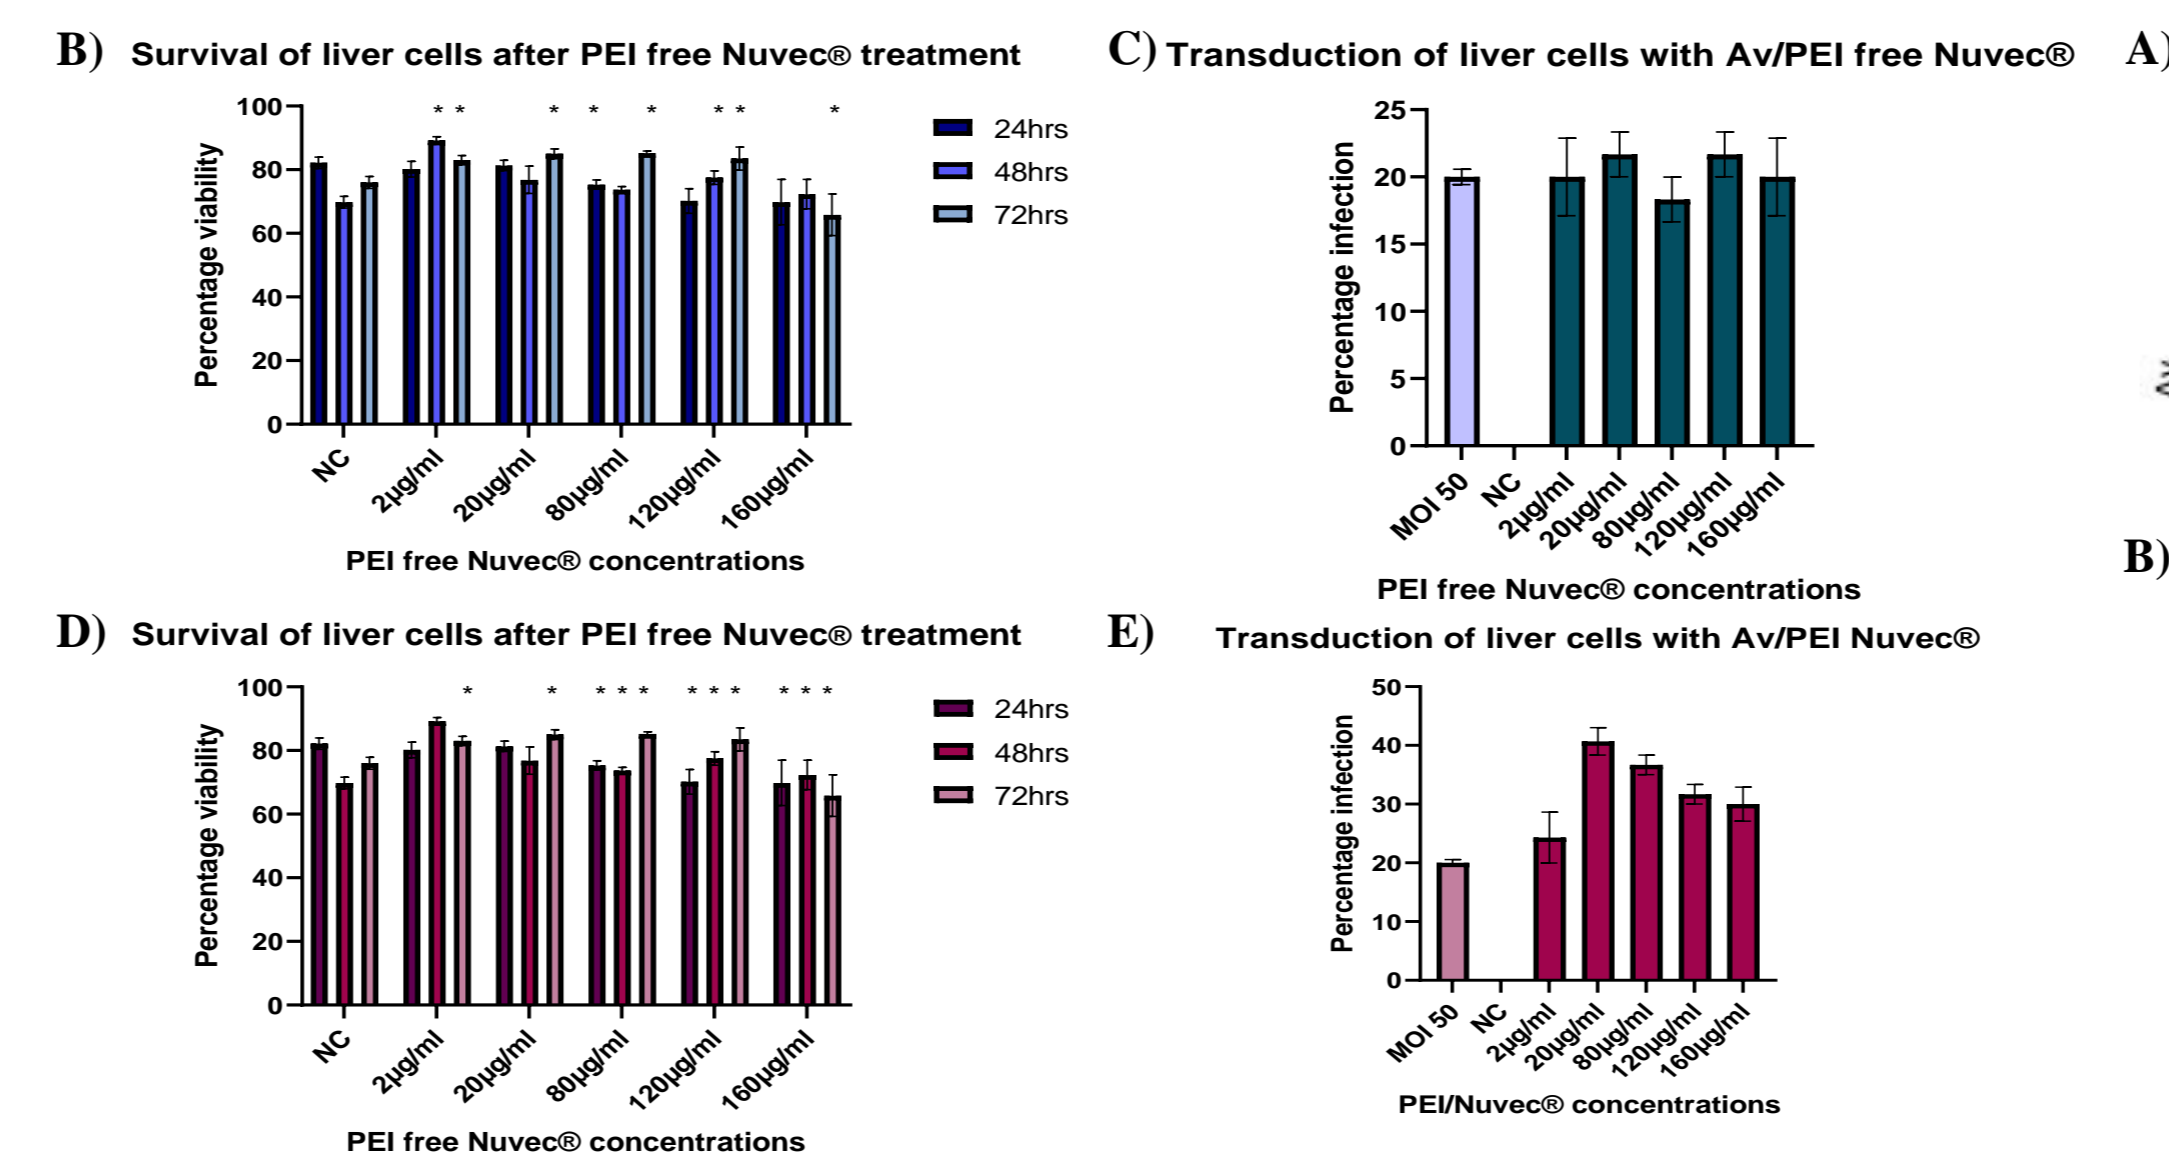 B) Survival of liver cells after PEI free Nuvec® treatment
Percentage viability
100
80
60
40
20
0
* * * * * * * *
24hrs
48hrs
72hrs
NC
2µg/ml
20µg/ml
80µg/ml
120µg/ml
160µg/ml
PEI free Nuvec® concentrations
C) Transduction of liver cells with Av/PEI free Nuvec®
Percentage infection
25
20
15
10
5
0
MOI 50
NC
2µg/ml
20µg/ml
80µg/ml
120µg/ml
160µg/ml
PEI free Nuvec® concentrations
D) Survival of liver cells after PEI free Nuvec® treatment
Percentage viability
100
80
60
40
20
0
* * * * * * * * * * *
24hrs
48hrs
72hrs
NC
2µg/ml
20µg/ml
80µg/ml
120µg/ml
160µg/ml
PEI free Nuvec® concentrations
E) Transduction of liver cells with Av/PEI Nuvec®
Percentage infection
50
40
30
20
10
0
MOI 50
NC
2µg/ml
20µg/ml
80µg/ml
120µg/ml
160µg/ml
PEI/Nuvec® concentrations
A)
B)